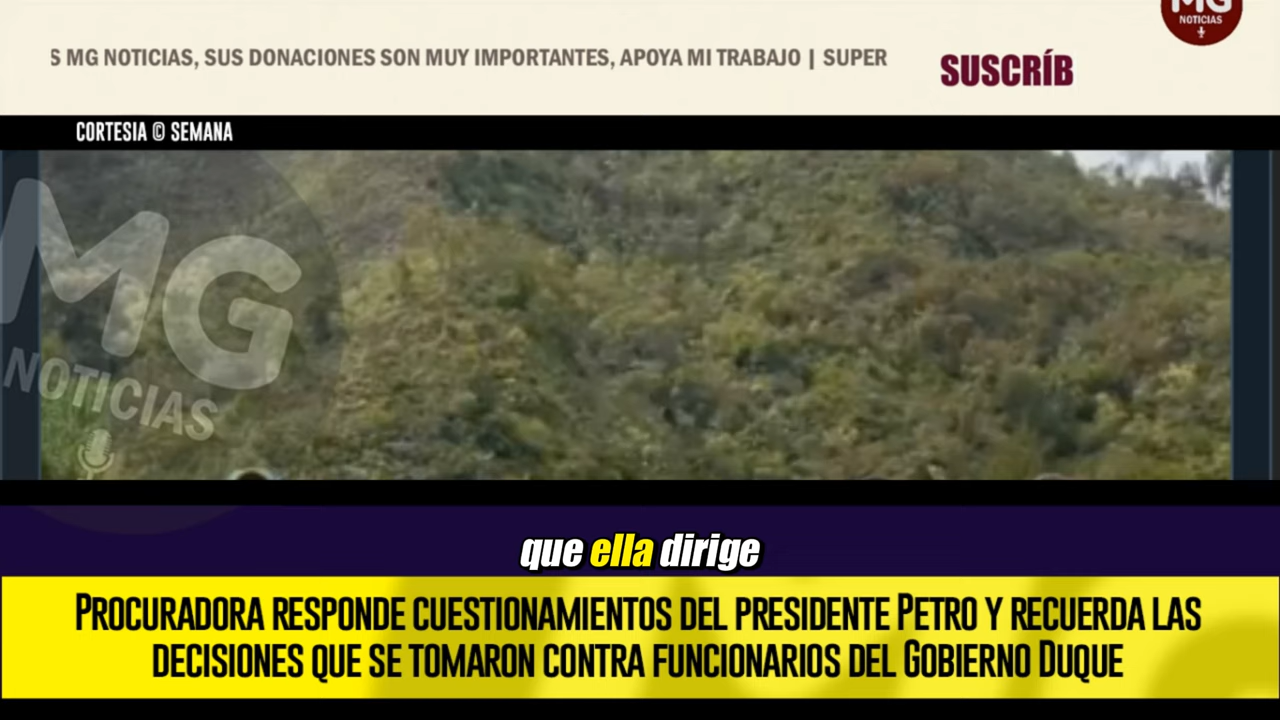 MG
NOTICIAS
S MG NOTICIAS, SUS DONACIONES SON MUY IMPORTANTES, APOYA MI TRABAJO | SUPER
SUSCRÍB
CORTESIA © SEMANA
MG
NOTICIAS
que ella dirige
PROCURADORA RESPONDE CUESTIONAMIENTOS DEL PRESIDENTE PETRO Y RECUERDA LAS
DECISIONES QUE SE TOMARON CONTRA FUNCIONARIOS DEL GOBIERNO DUQUE